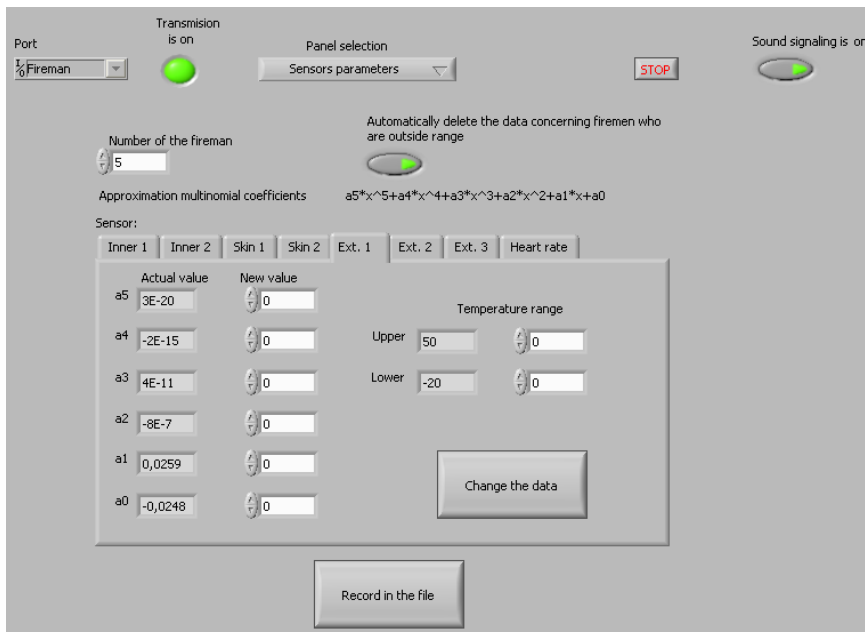 Transmision
is on
Port
Panel selection
Sound signaling is on
I/O Fireman
Sensors parameters
STOP
Automatically delete the data concerning firemen who
are outside range
Number of the fireman
5
Approximation multinomial coefficients a5*x^5+a4*x^4+a3*x^3+a2*x^2+a1*x+a0
Sensor:
Inner 1 Inner 2 Skin 1 Skin 2 Ext. 1 Ext. 2 Ext. 3 Heart rate
Actual value New value
a5 3E-20 0
Temperature range
a4 -2E-15 0
Upper 50 0
a3 4E-11 0
Lower -20 0
a2 -8E-7 0
a1 0,0259 0
Change the data
a0 -0,0248 0
Record in the file